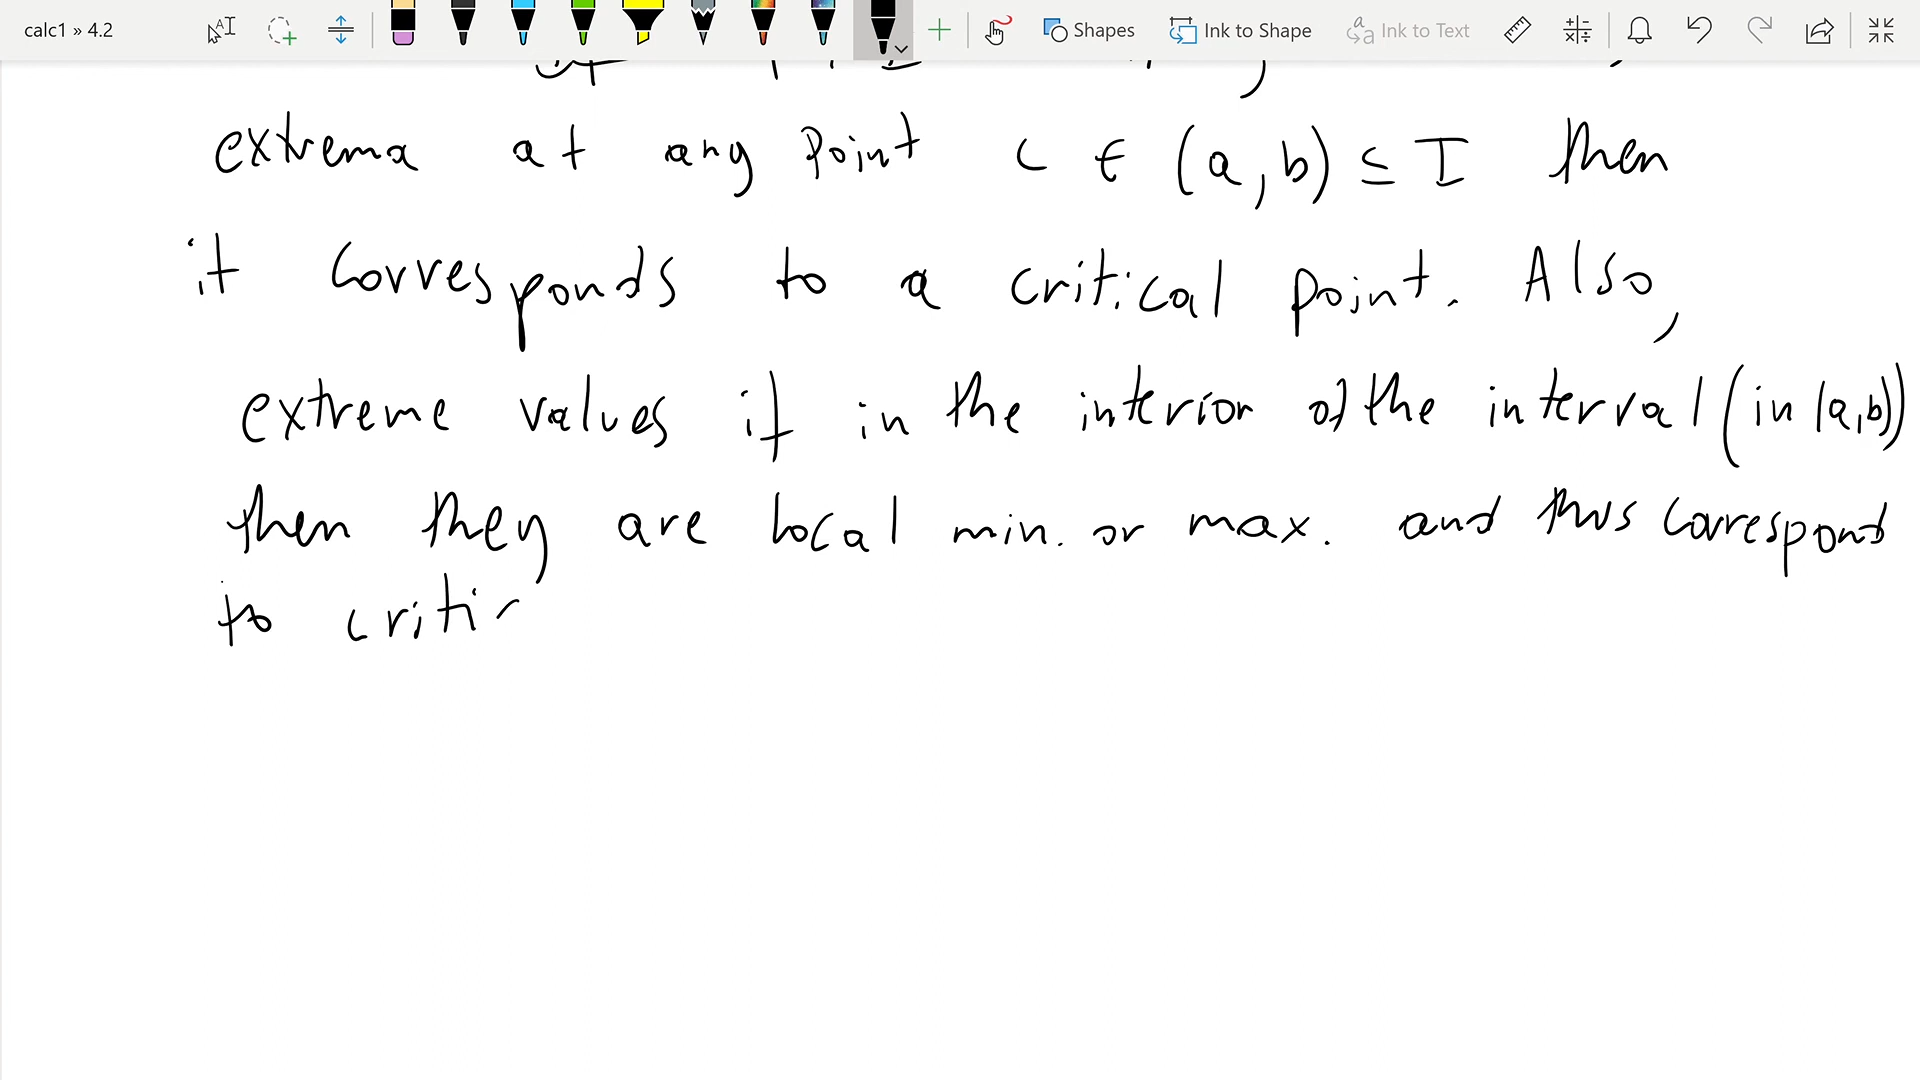 calc1 » 4.2 Shapes Ink to Shape Ink to Text
extrema at any point c ∈ (a,b) ⊆ I then
it corresponds to a critical point. Also,
extreme values if in the interior of the interval (in (a,b))
then they are local min. or max. and thus correspond
to critic